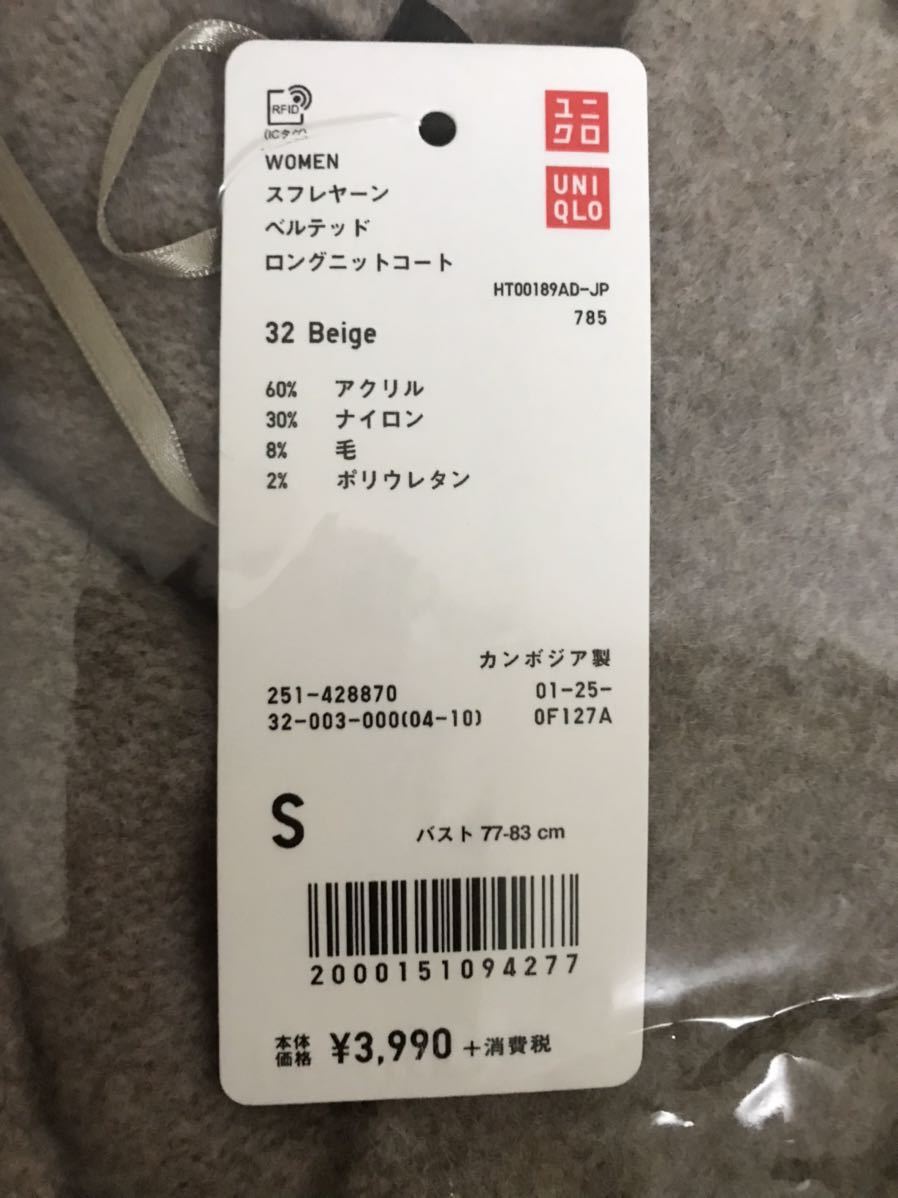 RFID
(ICタグ)
ユニ
クロ
UNI
QLO
WOMEN
スフレヤーン
ベルテッド
ロングニットコート
HT00189AD-JP
785
32 Beige
60% アクリル
30% ナイロン
8% 毛
2% ポリウレタン
カンボジア製
251-428870 01-25-
32-003-000(04-10) 0F127A
S バスト 77-83 cm
2000151094277
本体価格 ¥3,990 +消費税